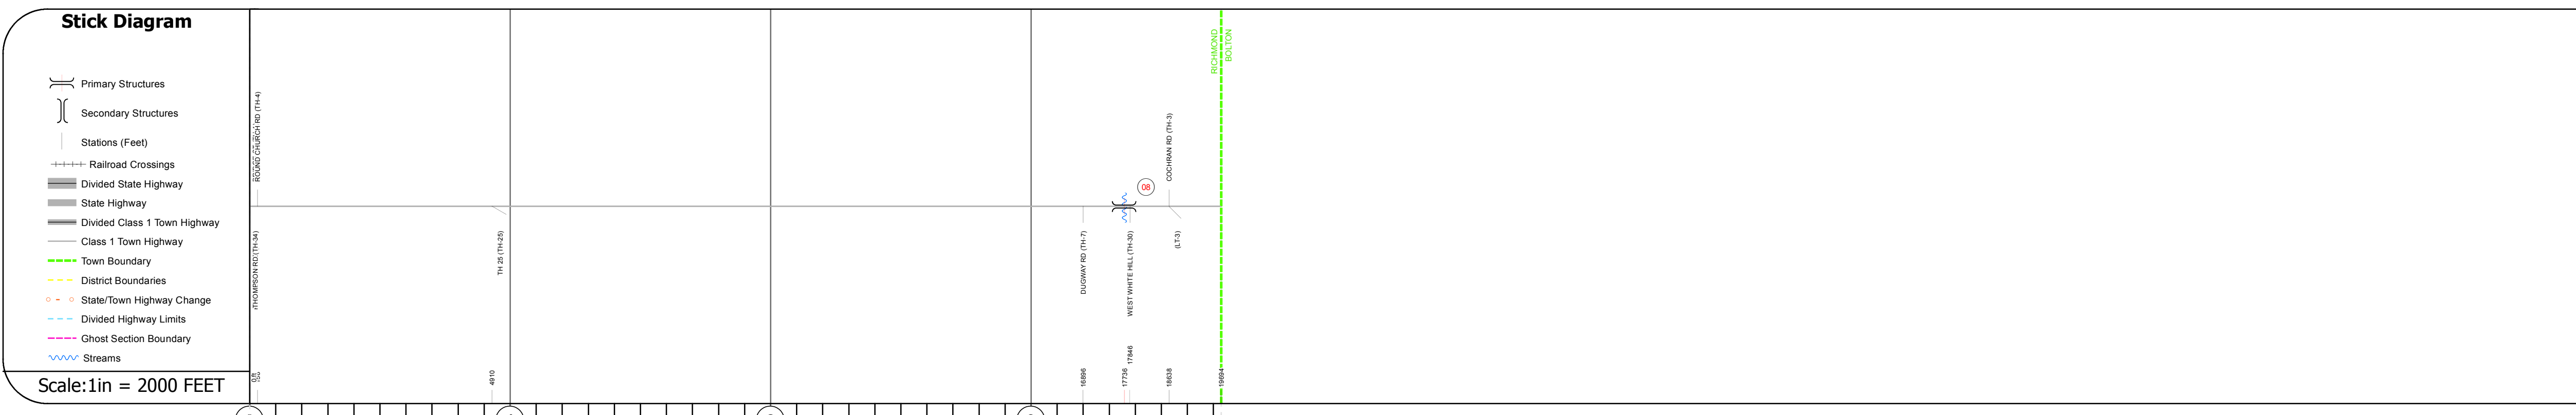 Stick Diagram
Primary Structures
Secondary Structures
Stations (Feet)
Railroad Crossings
Divided State Highway
State Highway
Divided Class 1 Town Highway
Class 1 Town Highway
Town Boundary
District Boundaries
State/Town Highway Change
Divided Highway Limits
Ghost Section Boundary
Streams
Scale:1in = 2000 FEET
ROUND CHURCH RD (TH-4)
THOMPSON RD (TH-34)
0 ft
TH 25 (TH-25)
4910
DUGWAY RD (TH-7)
16896
08
17736
WEST WHITE HILL (TH-30)
17846
COCHRAN RD (TH-3)
(LT-3)
18638
RICHMOND
BOLTON
19694